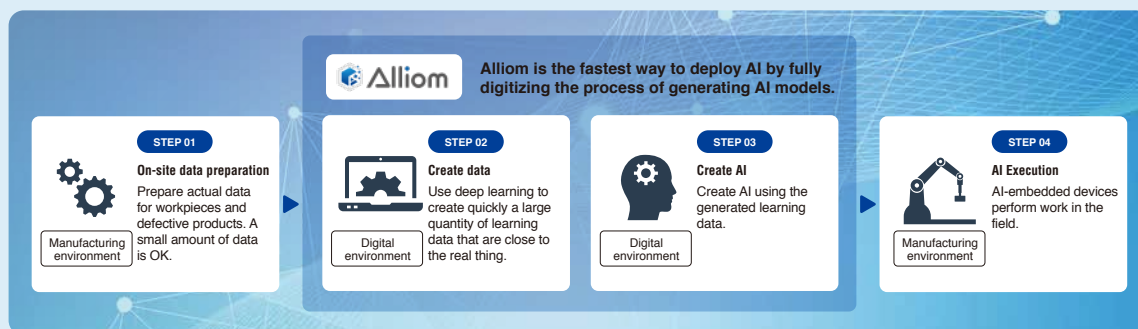 Alliom
Alliom is the fastest way to deploy AI by fully
digitizing the process of generating AI models.
STEP 01
On-site data preparation
Prepare actual data
for workpieces and
defective products. A
small amount of data
is OK.
Manufacturing
environment
STEP 02
Create data
Use deep learning to
create quickly a large
quantity of learning
data that are close to
the real thing.
Digital
environment
STEP 03
Create AI
Create AI using the
generated learning
data.
Digital
environment
STEP 04
AI Execution
AI-embedded devices
perform work in the
field.
Manufacturing
environment